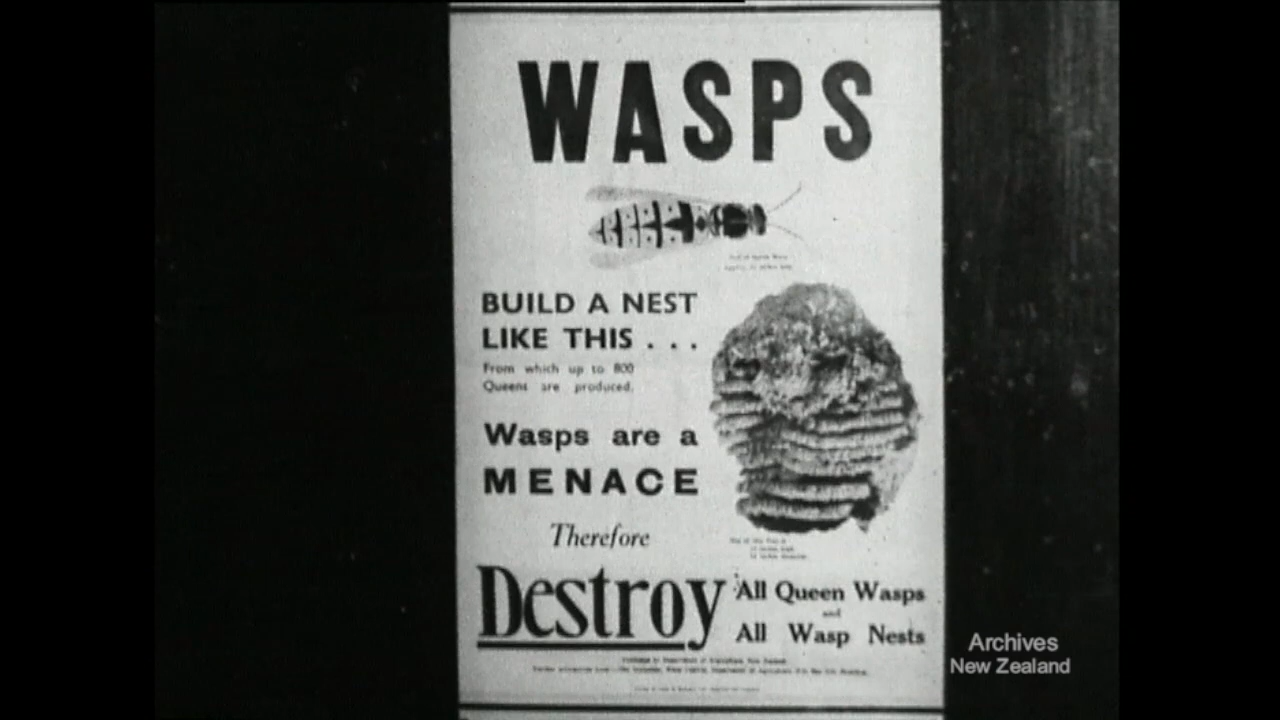 WASPS
BUILD A NEST
LIKE THIS . . .
From which up to 800
Queens are produced.
Wasps are a
MENACE
Therefore
Destroy
All Queen Wasps
and
All Wasp Nests
Archives
New Zealand